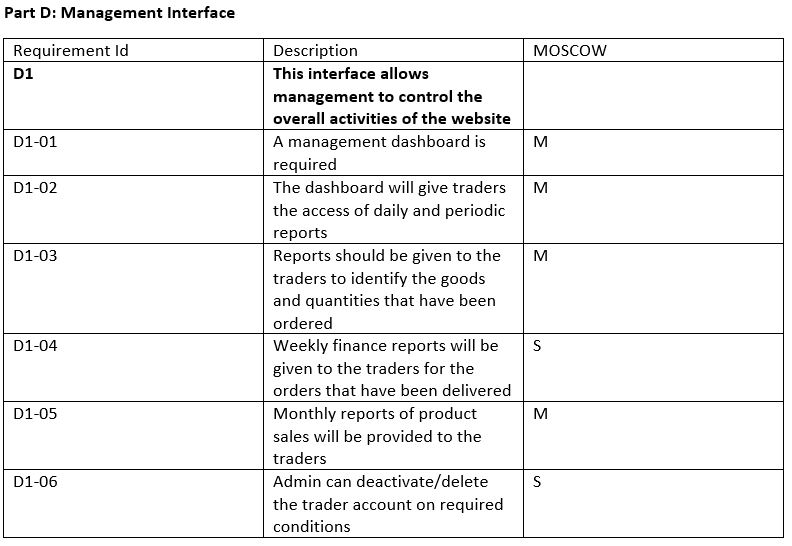 Part D: Management Interface
Requirement Id Description MOSCOW
D1 This interface allows
management to control the
overall activities of the website
D1-01 A management dashboard is M
required
D1-02 The dashboard will give traders M
the access of daily and periodic
reports
D1-03 Reports should be given to the M
traders to identify the goods
and quantities that have been
ordered
D1-04 Weekly finance reports will be S
given to the traders for the
orders that have been delivered
D1-05 Monthly reports of product M
sales will be provided to the
traders
D1-06 Admin can deactivate/delete S
the trader account on required
conditions